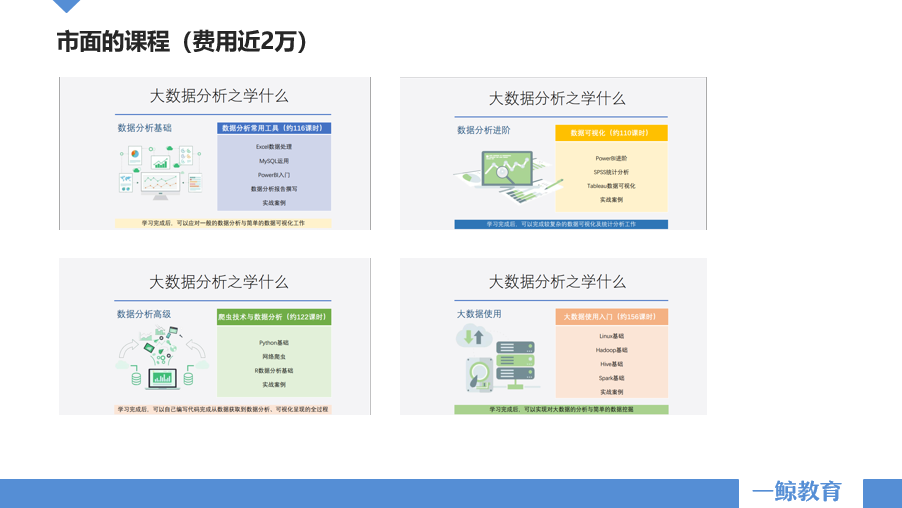 市面的课程（费用近2万）
大数据分析之学什么
数据分析基础
数据分析常用工具（约116课时）
Excel数据处理
MySQL运用
PowerBI入门
数据分析报告撰写
实战案例
学习完成后，可以应对一般的数据分析与简单的数据可视化工作
大数据分析之学什么
数据分析进阶
数据可视化（约110课时）
PowerBI进阶
SPSS统计分析
Tableau数据可视化
实战案例
学习完成后，可以完成较复杂的数据可视化及统计分析工作
大数据分析之学什么
数据分析高级
爬虫技术与数据分析（约122课时）
Python基础
网络爬虫
R数据分析基础
实战案例
学习完成后，可以自己编写代码完成从数据获取到数据分析、可视化呈现的全过程
大数据分析之学什么
大数据使用
大数据使用入门（约156课时）
Linux基础
Hadoop基础
Hive基础
Spark基础
实战案例
学习完成后，可以实现对大数据的分析与简单的数据挖掘
一鲸教育